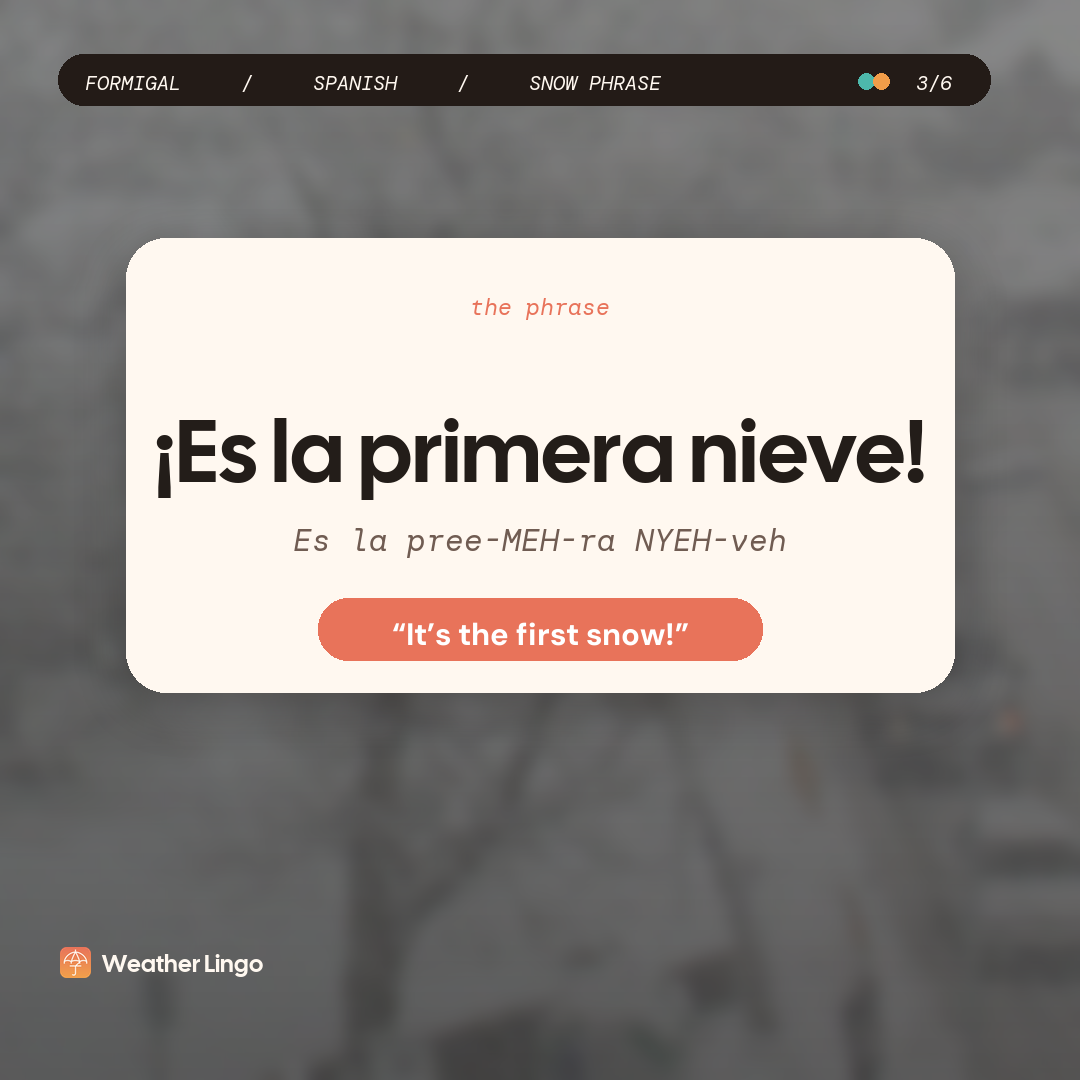 FORMIGAL / SPANISH / SNOW PHRASE 3/6
the phrase
¡Es la primera nieve!
Es la pree-MEH-ra NYEH-veh
“It’s the first snow!”
Weather Lingo